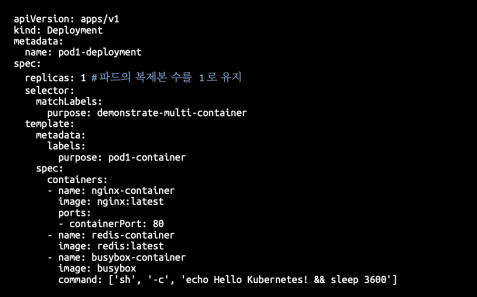 apiVersion: apps/v1
kind: Deployment
metadata:
  name: pod1-deployment
spec:
  replicas: 1 # 파드의 복제본 수를 1로 유지
  selector:
    matchLabels:
      purpose: demonstrate-multi-container
  template:
    metadata:
      labels:
        purpose: pod1-container
    spec:
      containers:
      - name: nginx-container
        image: nginx:latest
        ports:
        - containerPort: 80
      - name: redis-container
        image: redis:latest
      - name: busybox-container
        image: busybox
        command: ['sh', '-c', 'echo Hello Kubernetes! && sleep 3600']